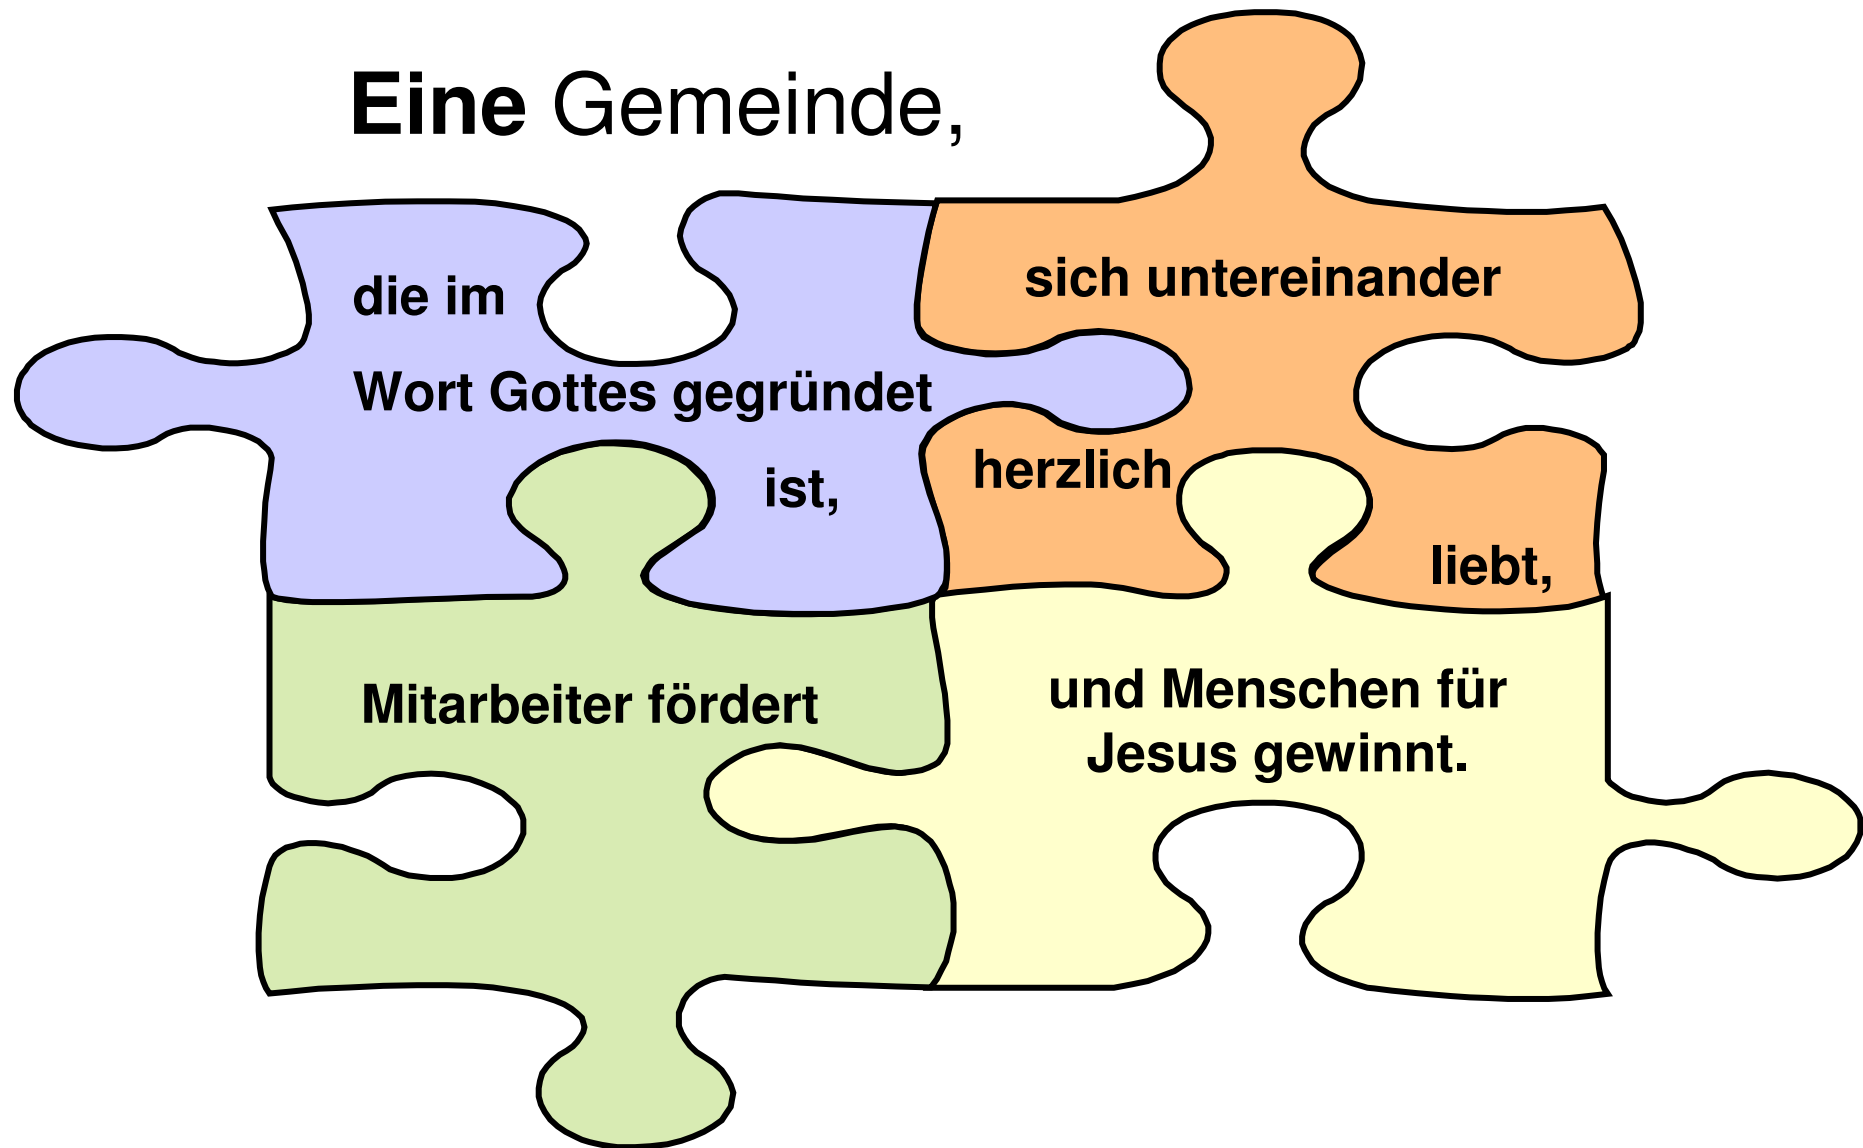 Eine Gemeinde,
die im
Wort Gottes gegründet
ist,
sich untereinander
herzlich
liebt,
Mitarbeiter fördert
und Menschen für
Jesus gewinnt.